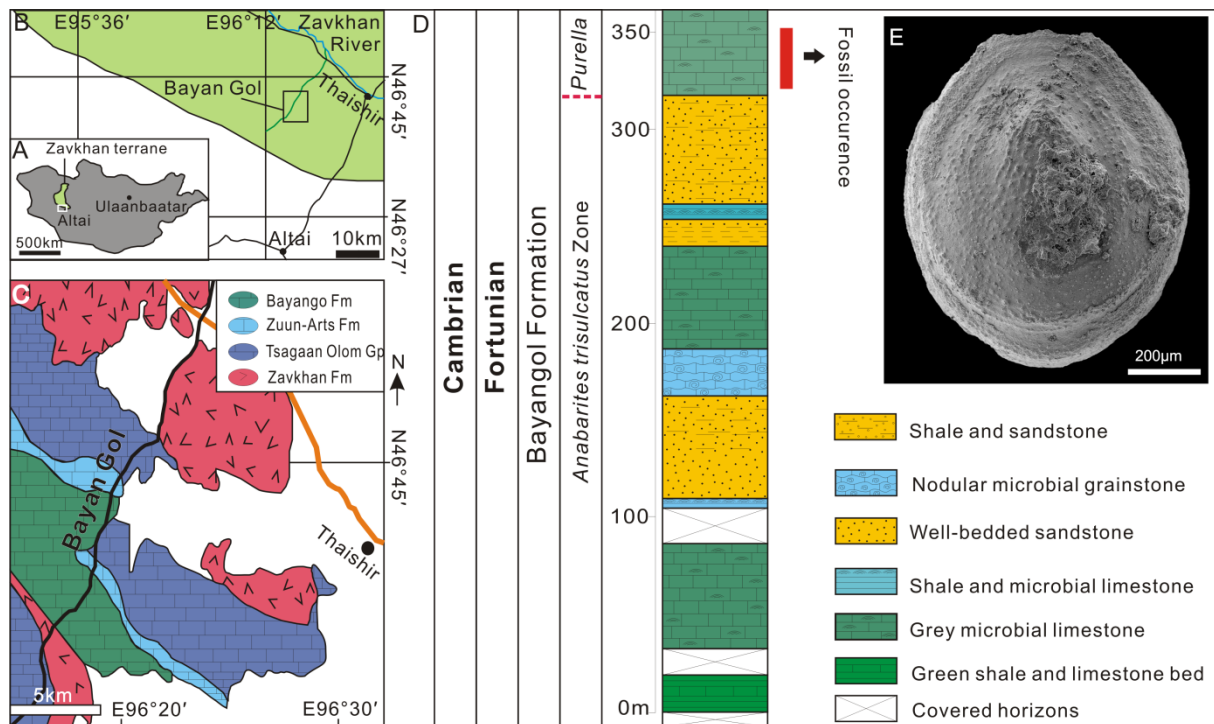 B
E95°36′
E96°12′
Zavkhan
River
Bayan Gol
Thaishir
N46°45′
N46°27′
Altai
10km
A
Zavkhan terrane
Ulaanbaatar
Altai
500km
C
Bayango Fm
Zuun-Arts Fm
Tsagaan Olom Gp
Zavkhan Fm
N
Bayan Gol
N46°45′
Thaishir
5km
E96°20′
E96°30′
D
Cambrian
Fortunian
Bayangol Formation
Anabarites trisulcatus Zone
Purella
350
300
200
100
0m
Fossil occurence
E
200μm
Shale and sandstone
Nodular microbial grainstone
Well-bedded sandstone
Shale and microbial limestone
Grey microbial limestone
Green shale and limestone bed
Covered horizons